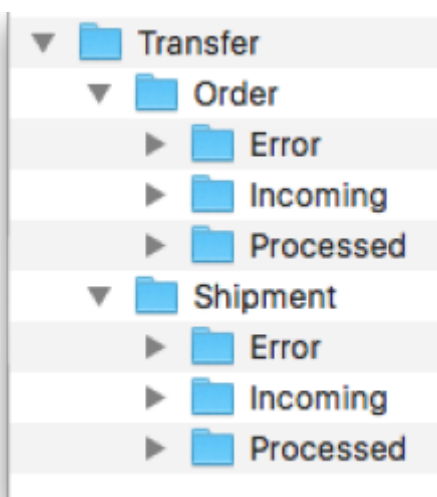 Transfer
Order
Error
Incoming
Processed
Shipment
Error
Incoming
Processed